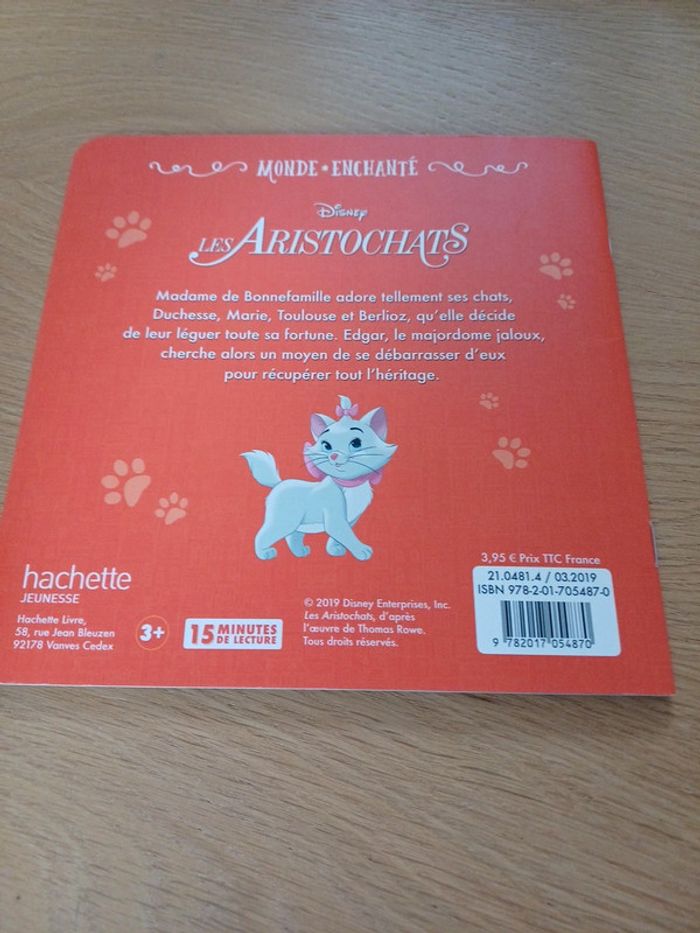 MONDE • ENCHANTÉ
Disney
LES ARISTOCHATS
Madame de Bonnefamille adore tellement ses chats,
Duchesse, Marie, Toulouse et Berlioz, qu'elle décide
de leur léguer toute sa fortune. Edgar, le majordome jaloux,
cherche alors un moyen de se débarrasser d'eux
pour récupérer tout l'héritage.
hachette
JEUNESSE
Hachette Livre,
58, rue Jean Bleuzen
92178 Vanves Cedex
3+
15 MINUTES
DE LECTURE
© 2019 Disney Enterprises, Inc.
Les Aristochats, d'après
l'œuvre de Thomas Rowe.
Tous droits réservés.
3,95 € Prix TTC France
21.0481.4 / 03.2019
ISBN 978-2-01-705487-0
9 782017 054870